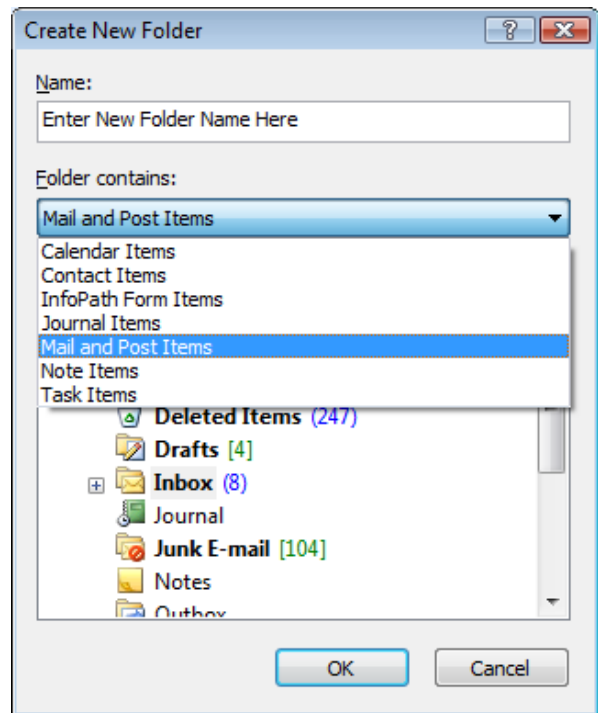 Create New Folder
Name:
Enter New Folder Name Here
Folder contains:
Mail and Post Items
Calendar Items
Contact Items
InfoPath Form Items
Journal Items
Mail and Post Items
Note Items
Task Items
Deleted Items (247)
Drafts [4]
Inbox (8)
Journal
Junk E-mail [104]
Notes
Outbox
OK Cancel